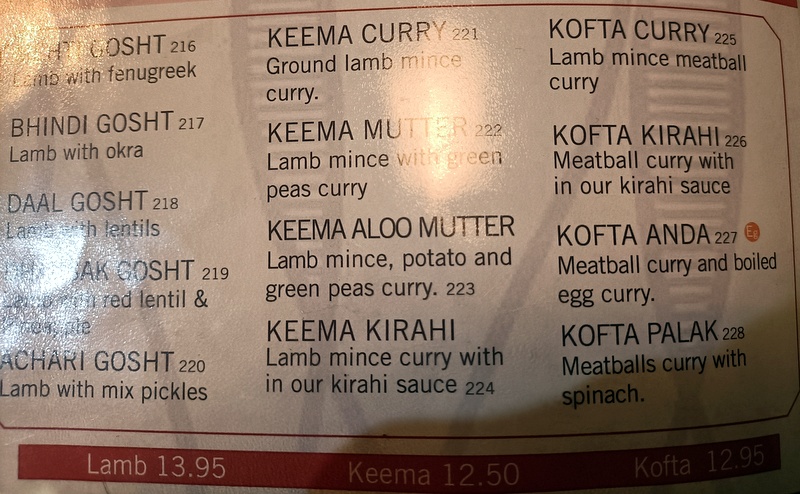 GOSHT 216
Lamb with fenugreek
BHINDI GOSHT 217
Lamb with okra
DAAL GOSHT 218
Lamb with lentils
GOSHT 219
red lentil &
ACHARI GOSHT 220
Lamb with mix pickles
KEEMA CURRY 221
Ground lamb mince
curry.
KEEMA MUTTER 222
Lamb mince with green
peas curry
KEEMA ALOO MUTTER
Lamb mince, potato and
green peas curry. 223
KEEMA KIRAHI
Lamb mince curry with
in our kirahi sauce 224
KOFTA CURRY 225
Lamb mince meatball
curry
KOFTA KIRAHI 226
Meatball curry with
in our kirahi sauce
KOFTA ANDA 227
Meatball curry and boiled
egg curry.
KOFTA PALAK 228
Meatballs curry with
spinach.
Lamb 13.95
Keema 12.50
Kofta 12.95